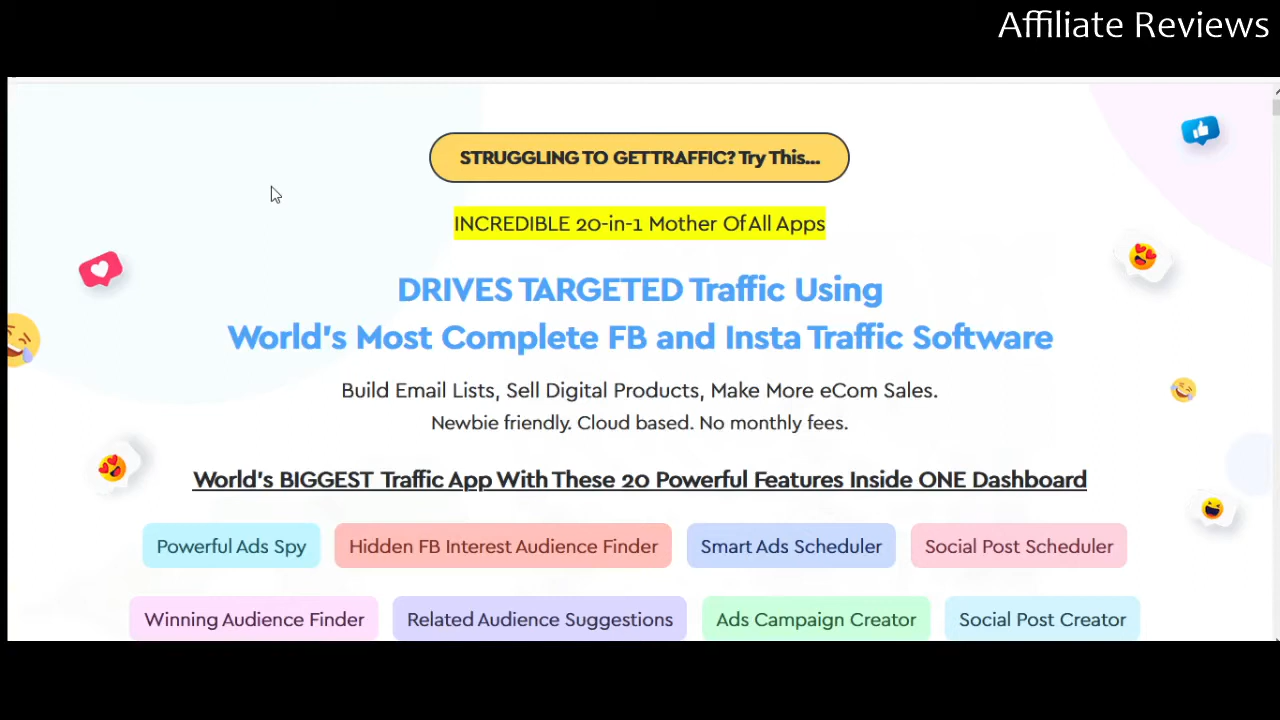 Affiliate Reviews
STRUGGLING TO GETTRAFFIC? Try This...
INCREDIBLE 20-in-1 Mother Of All Apps
DRIVES TARGETED Traffic Using
World's Most Complete FB and Insta Traffic Software
Build Email Lists, Sell Digital Products, Make More eCom Sales.
Newbie friendly. Cloud based. No monthly fees.
World's BIGGEST Traffic App With These 20 Powerful Features Inside ONE Dashboard
Powerful Ads Spy Hidden FB Interest Audience Finder Smart Ads Scheduler Social Post Scheduler
Winning Audience Finder Related Audience Suggestions Ads Campaign Creator Social Post Creator